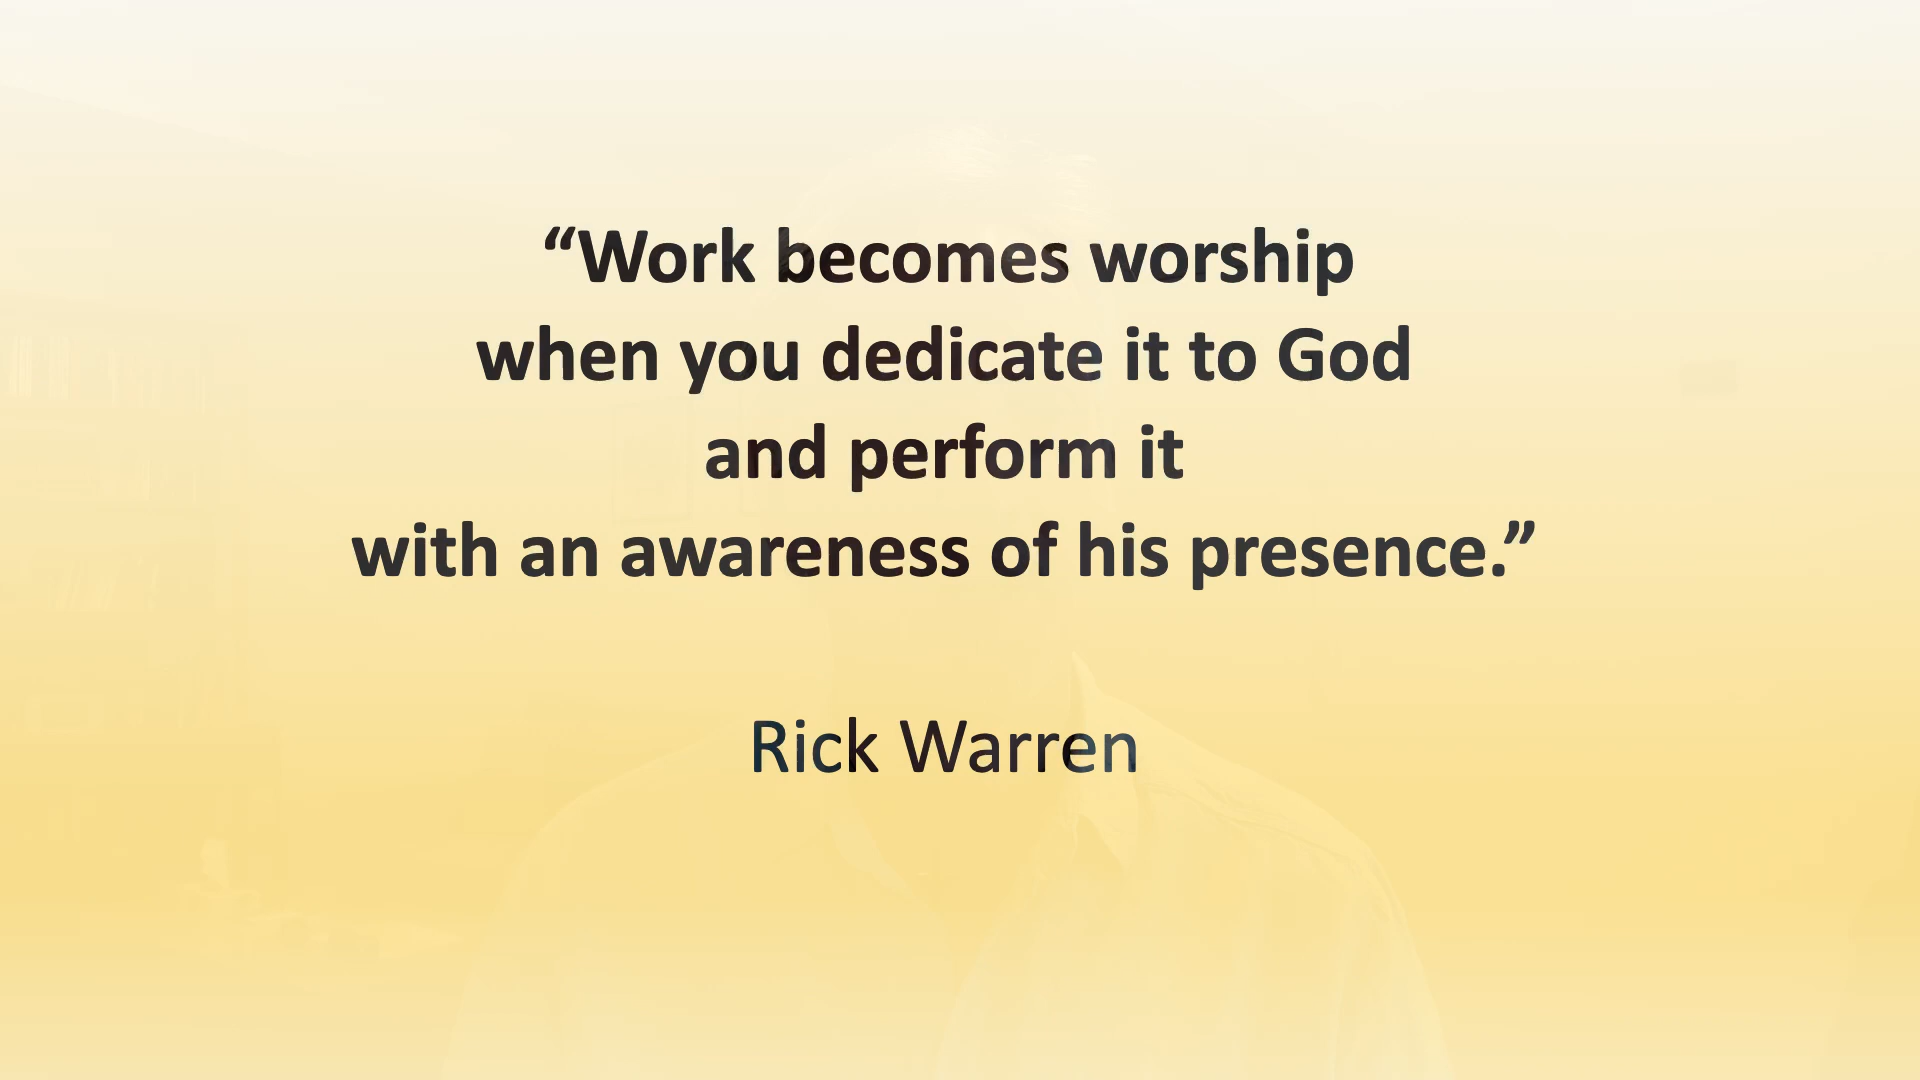 “Work becomes worship
when you dedicate it to God
and perform it
with an awareness of his presence.”
Rick Warren